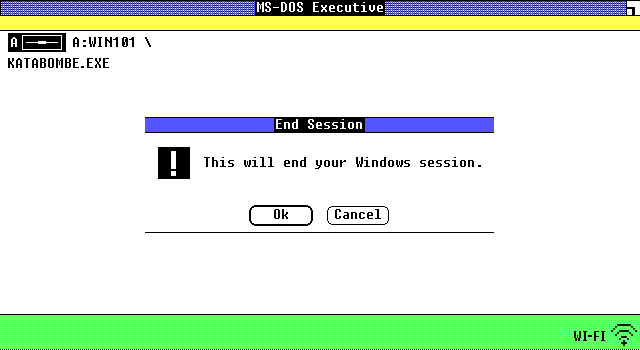 MS-DOS Executive
A A:WIN101 \
KATABOMBE.EXE
End Session
! This will end your Windows session.
Ok Cancel
WI-FI